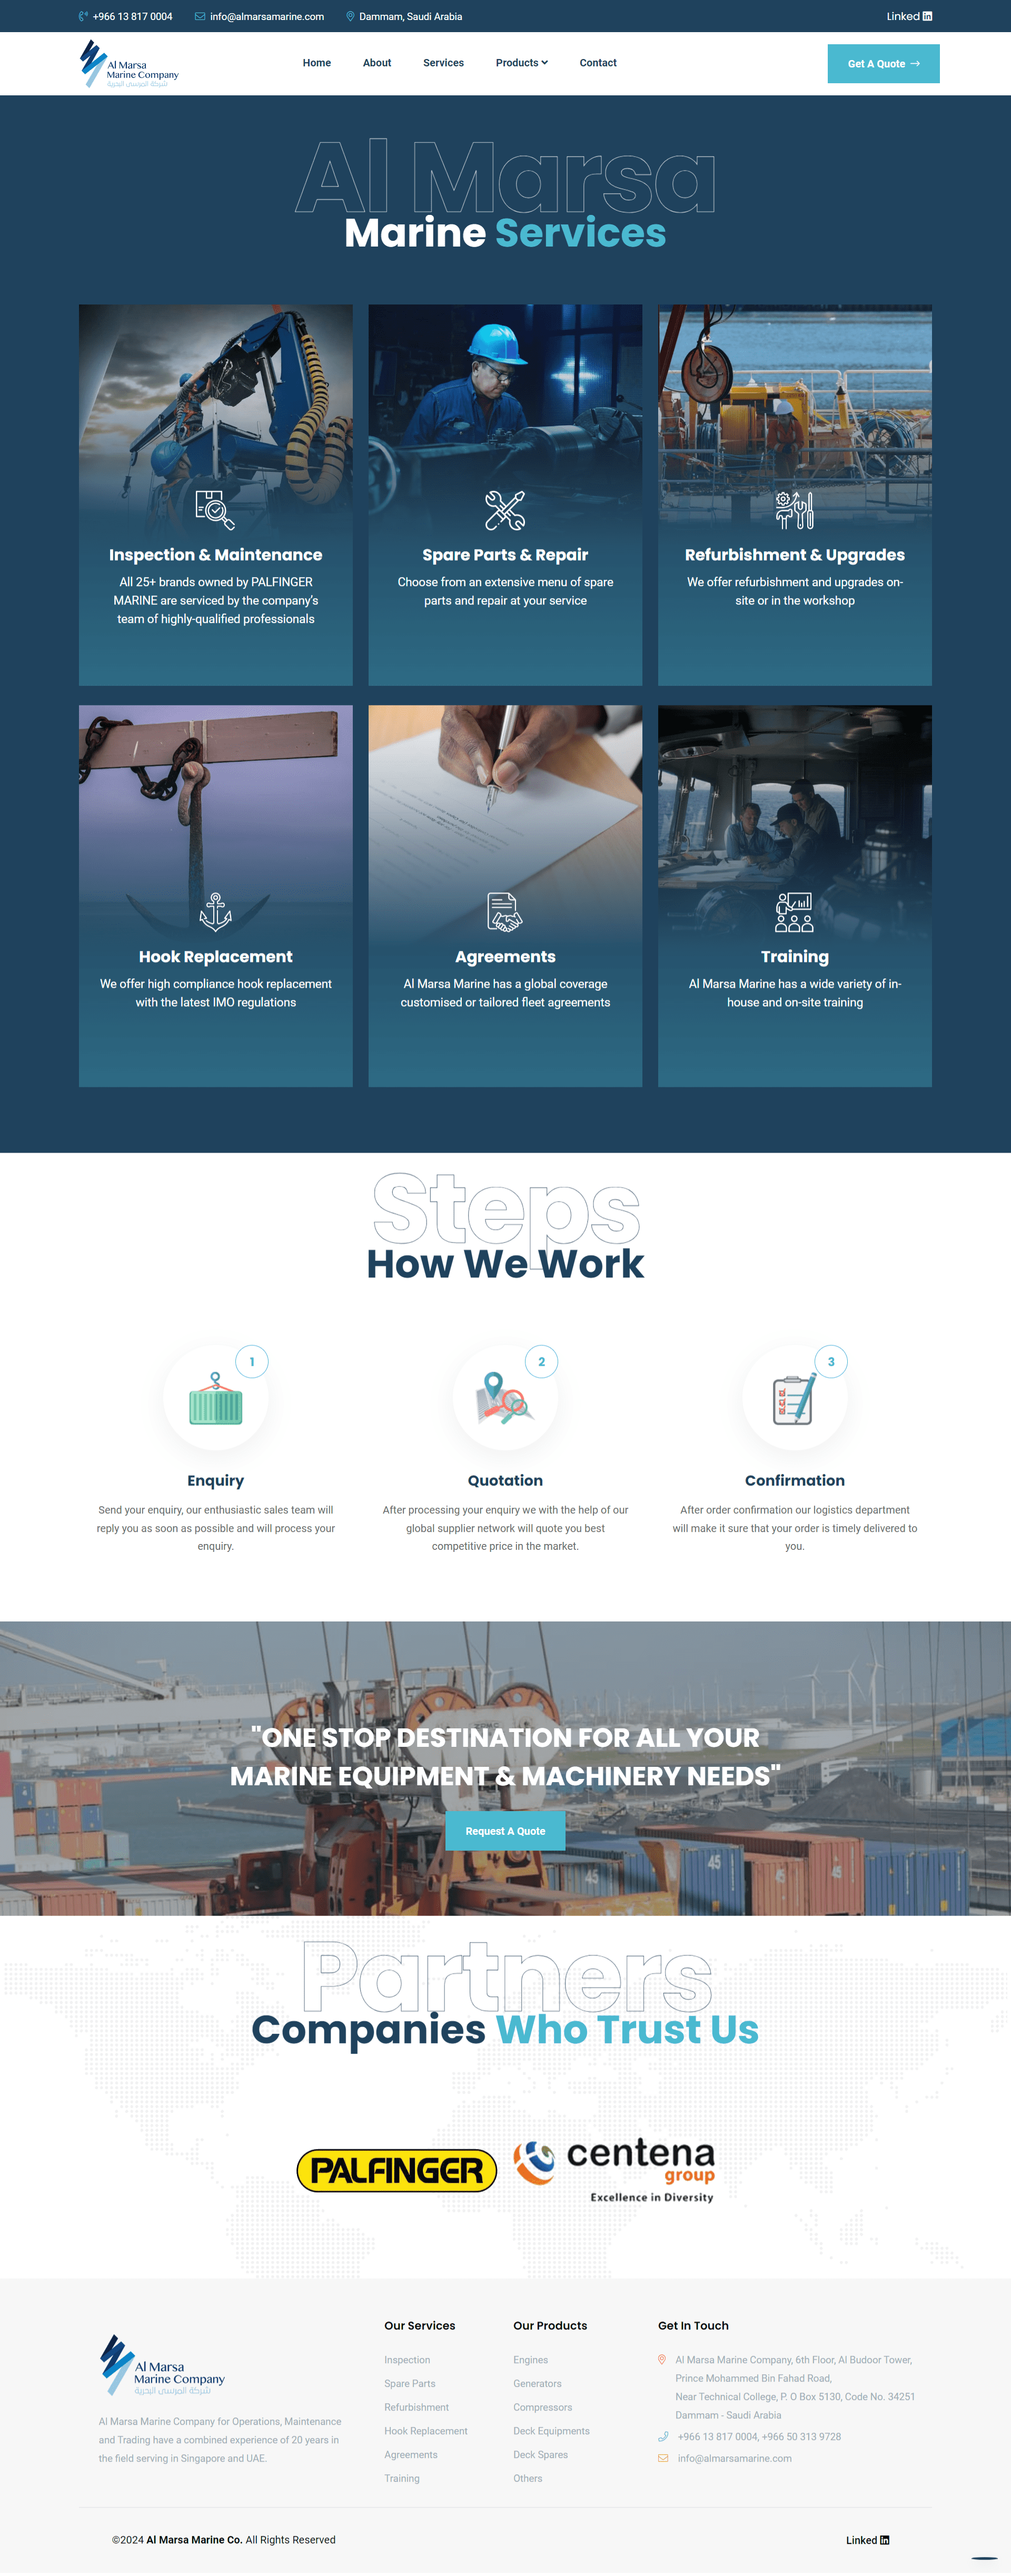 +966 13 817 0004
info@almarsamarine.com
Dammam, Saudi Arabia
Linked in
Al Marsa
Marine Company
شركة المرسى البحرية
Home
About
Services
Products
Contact
Get A Quote →
Al Marsa
Marine Services
Inspection & Maintenance
All 25+ brands owned by PALFINGER
MARINE are serviced by the company's
team of highly-qualified professionals
Spare Parts & Repair
Choose from an extensive menu of spare
parts and repair at your service
Refurbishment & Upgrades
We offer refurbishment and upgrades on-
site or in the workshop
Hook Replacement
We offer high compliance hook replacement
with the latest IMO regulations
Agreements
Al Marsa Marine has a global coverage
customised or tailored fleet agreements
Training
Al Marsa Marine has a wide variety of in-
house and on-site training
Steps
How We Work
1
Enquiry
Send your enquiry, our enthusiastic sales team will
reply you as soon as possible and will process your
enquiry.
2
Quotation
After processing your enquiry we with the help of our
global supplier network will quote you best
competitive price in the market.
3
Confirmation
After order confirmation our logistics department
will make it sure that your order is timely delivered to
you.
"ONE STOP DESTINATION FOR ALL YOUR
MARINE EQUIPMENT & MACHINERY NEEDS"
Request A Quote
45
45
45
Partners
Companies Who Trust Us
PALFINGER
centena
group
Excellence in Diversity
Al Marsa
Marine Company
شركة المرسى البحرية
Al Marsa Marine Company for Operations, Maintenance
and Trading have a combined experience of 20 years in
the field serving in Singapore and UAE.
Our Services
Inspection
Spare Parts
Refurbishment
Hook Replacement
Agreements
Training
Our Products
Engines
Generators
Compressors
Deck Equipments
Deck Spares
Others
Get In Touch
Al Marsa Marine Company, 6th Floor, Al Budoor Tower,
Prince Mohammed Bin Fahad Road,
Near Technical College, P. O Box 5130, Code No. 34251
Dammam - Saudi Arabia
+966 13 817 0004, +966 50 313 9728
info@almarsamarine.com
©2024 Al Marsa Marine Co. All Rights Reserved
Linked in